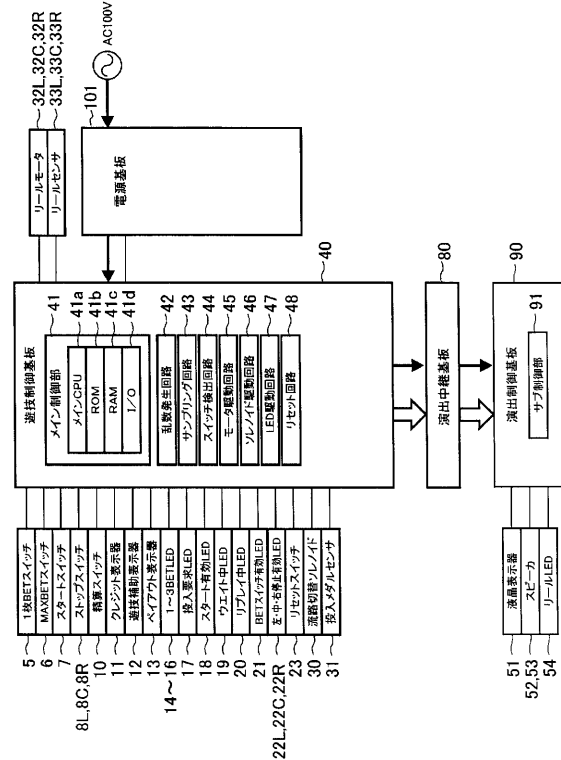 1枚BETスイッチ
5
MAXBETスイッチ
6
スタートスイッチ
7
ストップスイッチ
8L,8C,8R
精算スイッチ
10
クレジット表示器
11
遊技補助表示器
12
ペイアウト表示器
13
1〜3BETLED
14〜16
投入要求LED
17
スタート有効LED
18
ウエイト中LED
19
リプレイ中LED
20
BETスイッチ有効LED
21
左・中・右停止有効LED
22L,22C,22R
リセットスイッチ
23
流路切替ソレノイド
30
投入メダルセンサ
31
遊技制御基板
40
メイン制御部
41
メインCPU
41a
ROM
41b
RAM
41c
I/O
41d
乱数発生回路
42
サンプリング回路
43
スイッチ検出回路
44
モータ駆動回路
45
ソレノイド駆動回路
46
LED駆動回路
47
リセット回路
48
リールモータ
32L,32C,32R
リールセンサ
33L,33C,33R
電源基板
101
AC100V
演出中継基板
80
演出制御基板
90
サブ制御部
91
液晶表示器
51
スピーカ
52,53
リールLED
54